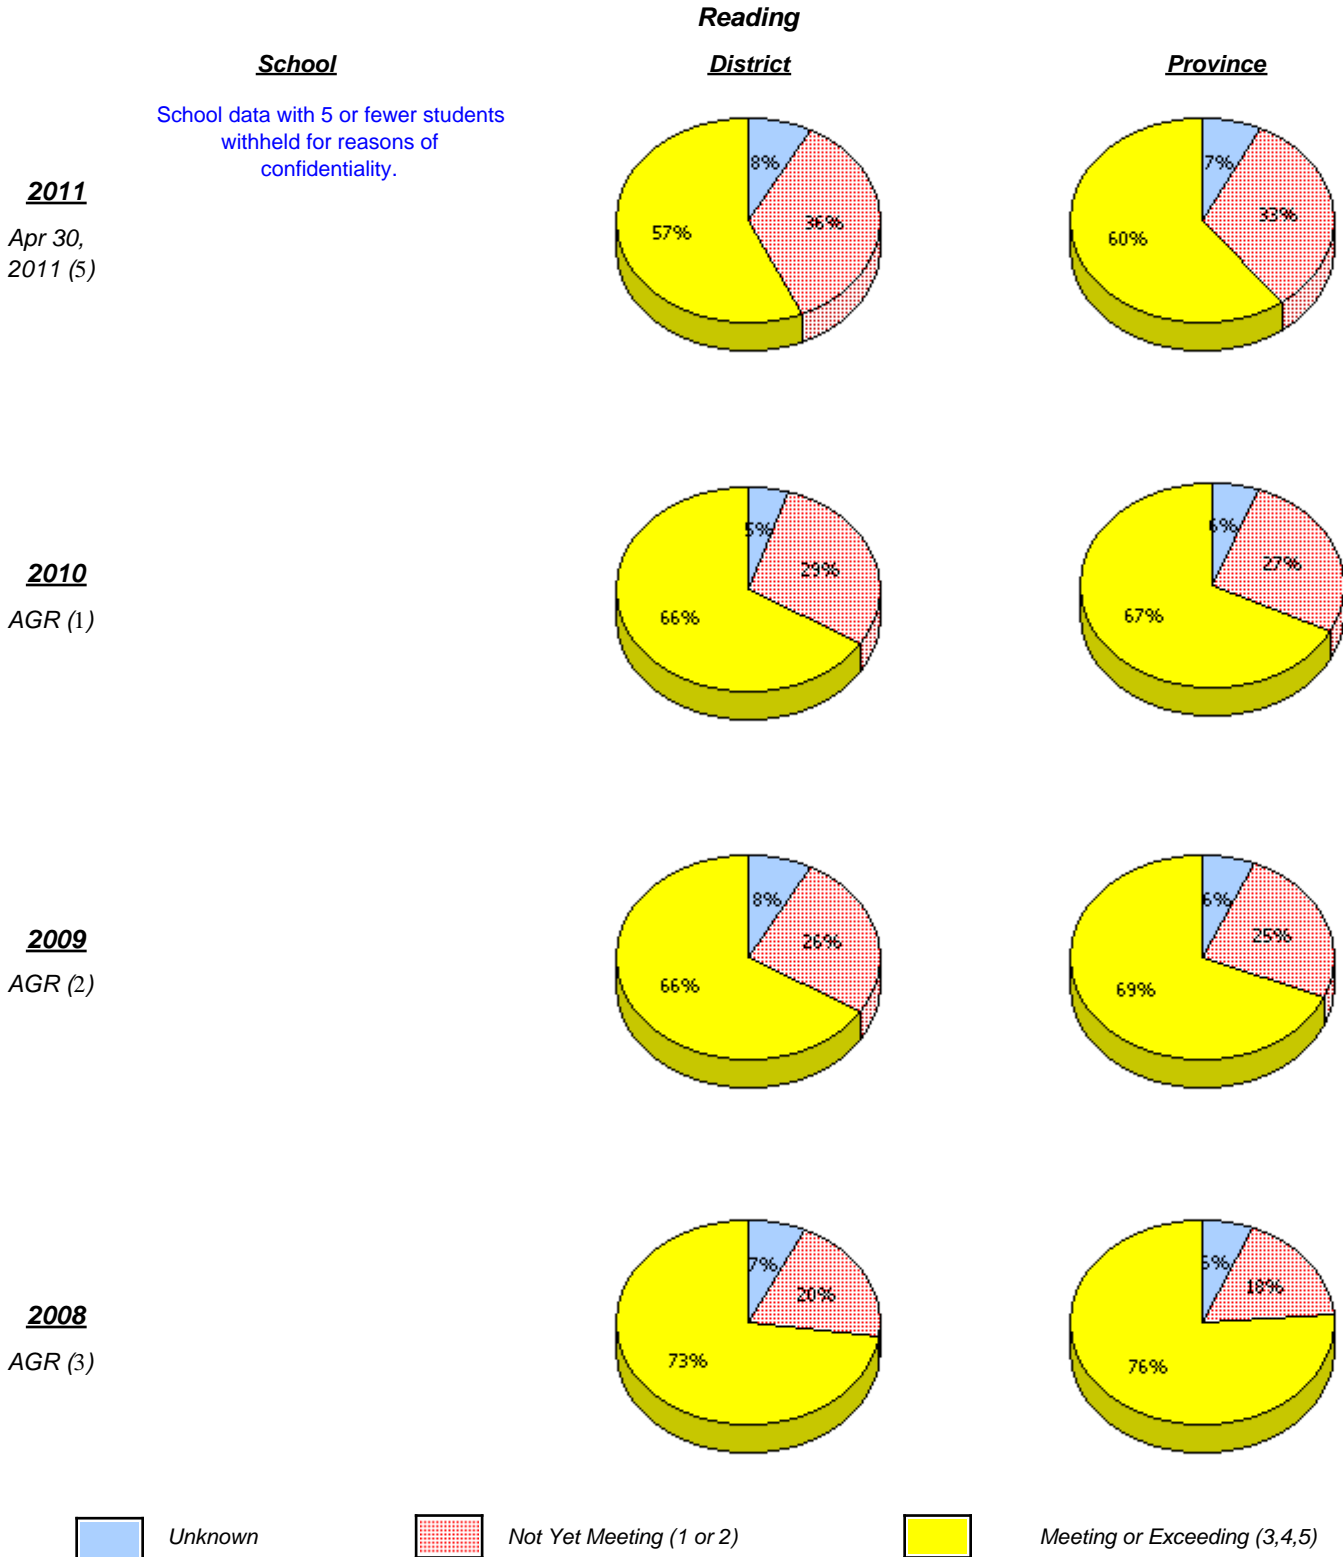 Reading
School
District
Province
School data with 5 or fewer students
withheld for reasons of
confidentiality.
2011
Apr 30,
2011 (5)
8%
36%
57%
7%
33%
60%
2010
AGR (1)
5%
29%
66%
6%
27%
67%
2009
AGR (2)
8%
26%
66%
6%
25%
69%
2008
AGR (3)
7%
20%
73%
18%
76%
Unknown
Not Yet Meeting (1 or 2)
Meeting or Exceeding (3,4,5)